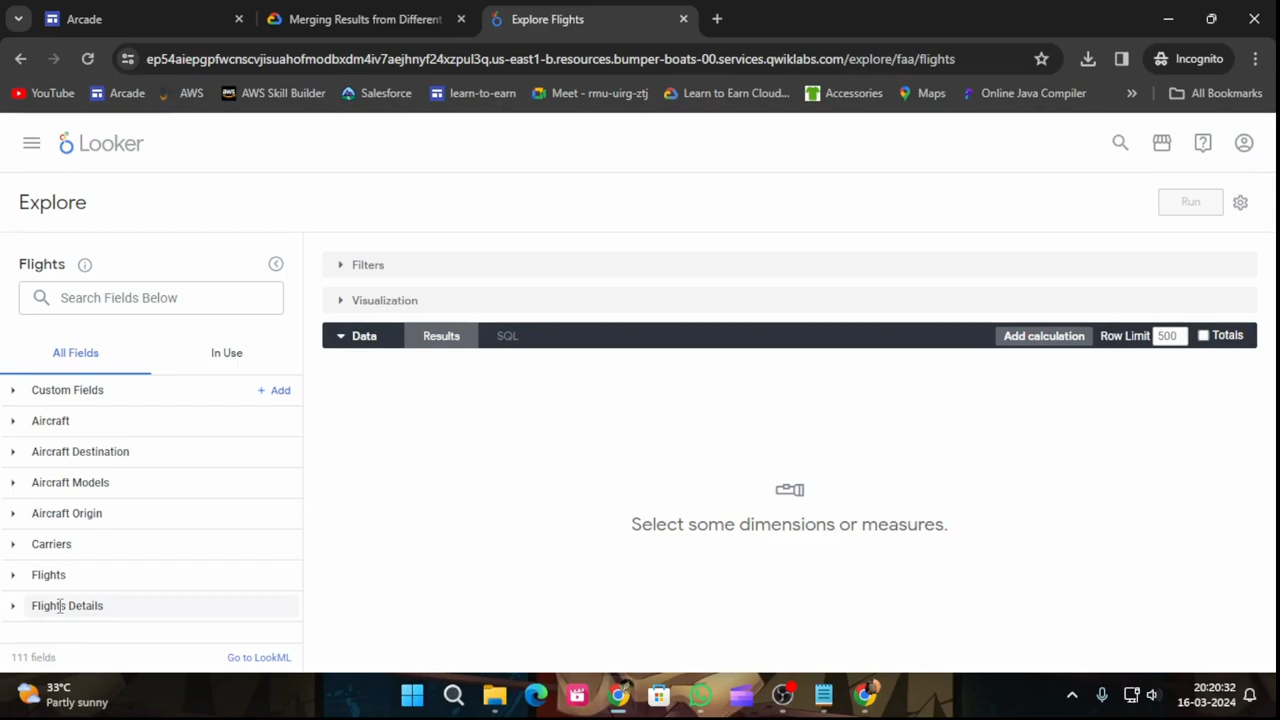 Arcade
Merging Results from Different
Explore Flights
ep54aiepgpfwcnscvjisuahofmodbxdm4iv7aejhnyf24xzpul3q.us-east1-b.resources.bumper-boats-00.services.qwiklabs.com/explore/faa/flights
Incognito
YouTube
Arcade
AWS
AWS Skill Builder
Salesforce
learn-to-earn
Meet - rmu-uirg-ztj
Learn to Earn Cloud...
Accessories
Maps
Online Java Compiler
All Bookmarks
Looker
Explore
Run
Flights
Search Fields Below
All Fields
In Use
Custom Fields
+ Add
Aircraft
Aircraft Destination
Aircraft Models
Aircraft Origin
Carriers
Flights
Flights Details
111 fields
Go to LookML
Filters
Visualization
Data
Results
SQL
Add calculation
Row Limit
500
Totals
Select some dimensions or measures.
33°C
Partly sunny
20:20:32
16-03-2024